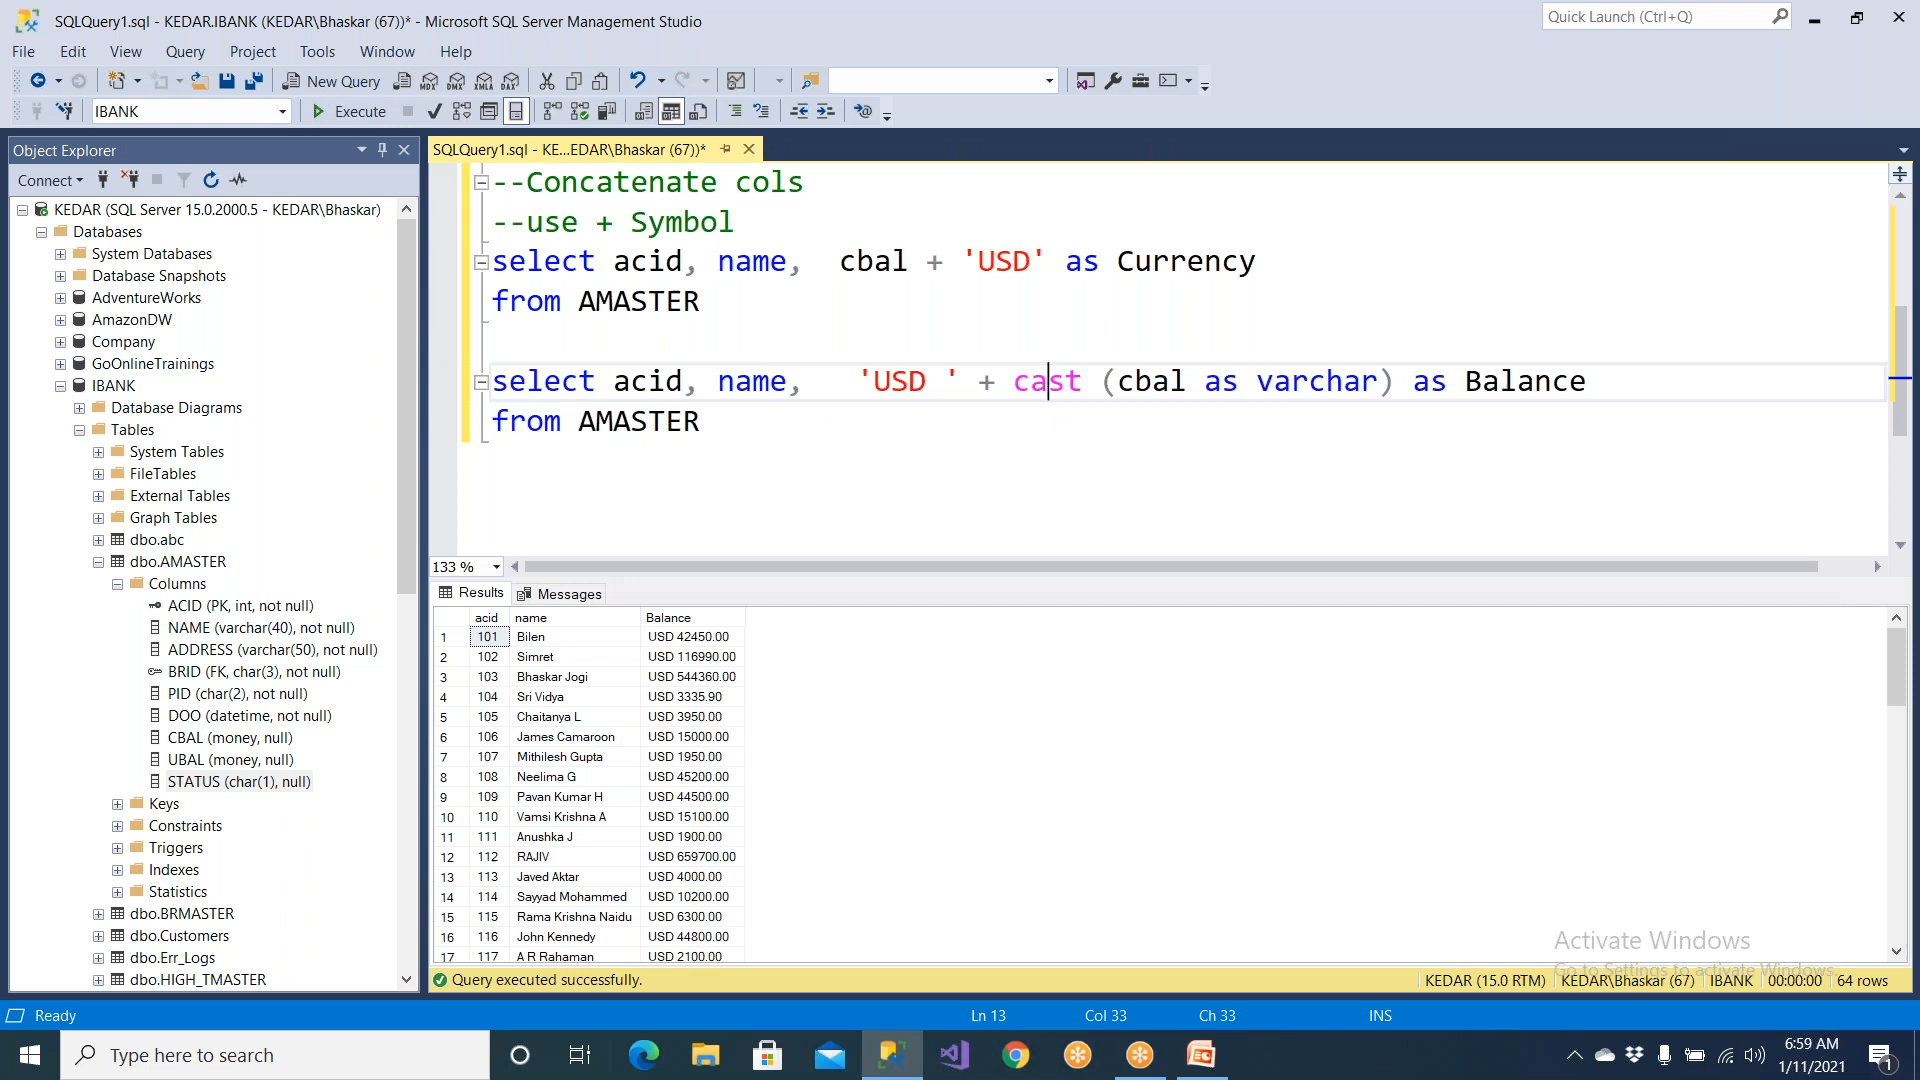 SQLQuery1.sql - KEDAR.IBANK (KEDAR\Bhaskar (67))* - Microsoft SQL Server Management Studio
Quick Launch (Ctrl+Q)
File Edit View Query Project Tools Window Help
New Query MDX DMX XMLA DAX
IBANK Execute
Object Explorer
SQLQuery1.sql - KE...EDAR\Bhaskar (67))*
Connect
KEDAR (SQL Server 15.0.2000.5 - KEDAR\Bhaskar)
Databases
System Databases
Database Snapshots
AdventureWorks
AmazonDW
Company
GoOnlineTrainings
IBANK
Database Diagrams
Tables
System Tables
FileTables
External Tables
Graph Tables
dbo.abc
dbo.AMASTER
Columns
ACID (PK, int, not null)
NAME (varchar(40), not null)
ADDRESS (varchar(50), not null)
BRID (FK, char(3), not null)
PID (char(2), not null)
DOO (datetime, not null)
CBAL (money, null)
UBAL (money, null)
STATUS (char(1), null)
Keys
Constraints
Triggers
Indexes
Statistics
dbo.BRMASTER
dbo.Customers
dbo.Err_Logs
dbo.HIGH_TMASTER
--Concatenate cols
--use + Symbol
select acid, name, cbal + 'USD' as Currency
from AMASTER
select acid, name, 'USD ' + cast (cbal as varchar) as Balance
from AMASTER
133 %
Results Messages
acid name Balance
1 101 Bilen USD 42450.00
2 102 Simret USD 116990.00
3 103 Bhaskar Jogi USD 544360.00
4 104 Sri Vidya USD 3335.90
5 105 Chaitanya L USD 3950.00
6 106 James Camaroon USD 15000.00
7 107 Mithilesh Gupta USD 1950.00
8 108 Neelima G USD 45200.00
9 109 Pavan Kumar H USD 44500.00
10 110 Vamsi Krishna A USD 15100.00
11 111 Anushka J USD 1900.00
12 112 RAJIV USD 659700.00
13 113 Javed Aktar USD 4000.00
14 114 Sayyad Mohammed USD 10200.00
15 115 Rama Krishna Naidu USD 6300.00
16 116 John Kennedy USD 44800.00
17 117 A R Rahaman USD 2100.00
Activate Windows
Go to Settings to activate Windows.
Query executed successfully. KEDAR (15.0 RTM) KEDAR\Bhaskar (67) IBANK 00:00:00 64 rows
Ready Ln 13 Col 33 Ch 33 INS
Type here to search
6:59 AM
1/11/2021
1